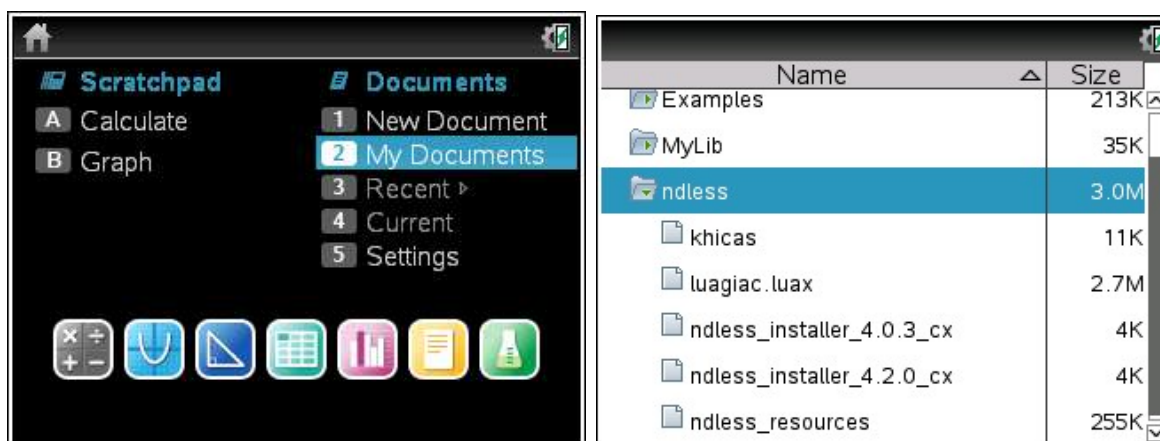 Scratchpad
A Calculate
B Graph
Documents
1 New Document
2 My Documents
3 Recent ▹
4 Current
5 Settings
Name Size
Examples 213K
MyLib 35K
ndless 3.0M
khicas 11K
luagiac.luax 2.7M
ndless_installer_4.0.3_cx 4K
ndless_installer_4.2.0_cx 4K
ndless_resources 255K